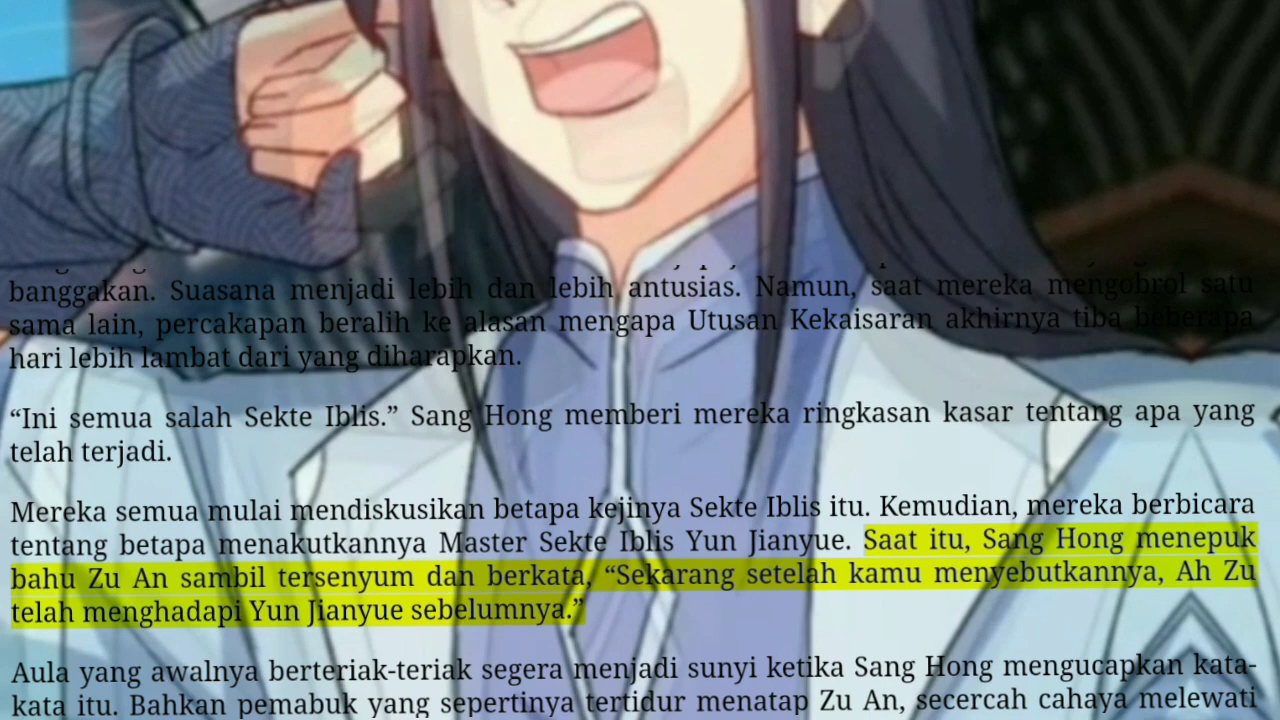 banggakan. Suasana menjadi lebih dan lebih antusias. Namun, saat mereka mengobrol satu
sama lain, percakapan beralih ke alasan mengapa Utusan Kekaisaran akhirnya tiba beberapa
hari lebih lambat dari yang diharapkan.
“Ini semua salah Sekte Iblis.” Sang Hong memberi mereka ringkasan kasar tentang apa yang
telah terjadi.
Mereka semua mulai mendiskusikan betapa kejinya Sekte Iblis itu. Kemudian, mereka berbicara
tentang betapa menakutkannya Master Sekte Iblis Yun Jianyue. Saat itu, Sang Hong menepuk
bahu Zu An sambil tersenyum dan berkata, “Sekarang setelah kamu menyebutkannya, Ah Zu
telah menghadapi Yun Jianyue sebelumnya.”
Aula yang awalnya berteriak-teriak segera menjadi sunyi ketika Sang Hong mengucapkan kata-
kata itu. Bahkan pemabuk yang sepertinya tertidur menatap Zu An, secercah cahaya melewati